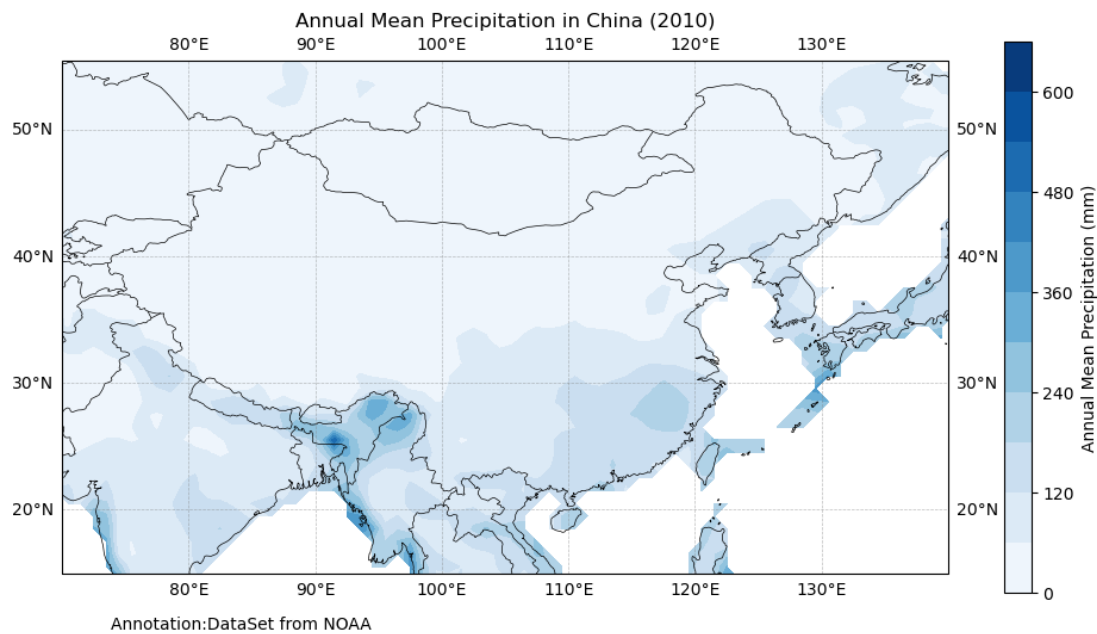 Annual Mean Precipitation in China (2010)
80°E 90°E 100°E 110°E 120°E 130°E
50°N 50°N
40°N 40°N
30°N 30°N
20°N 20°N
80°E 90°E 100°E 110°E 120°E 130°E
600
480
360
240
120
0
Annual Mean Precipitation (mm)
Annotation:DataSet from NOAA